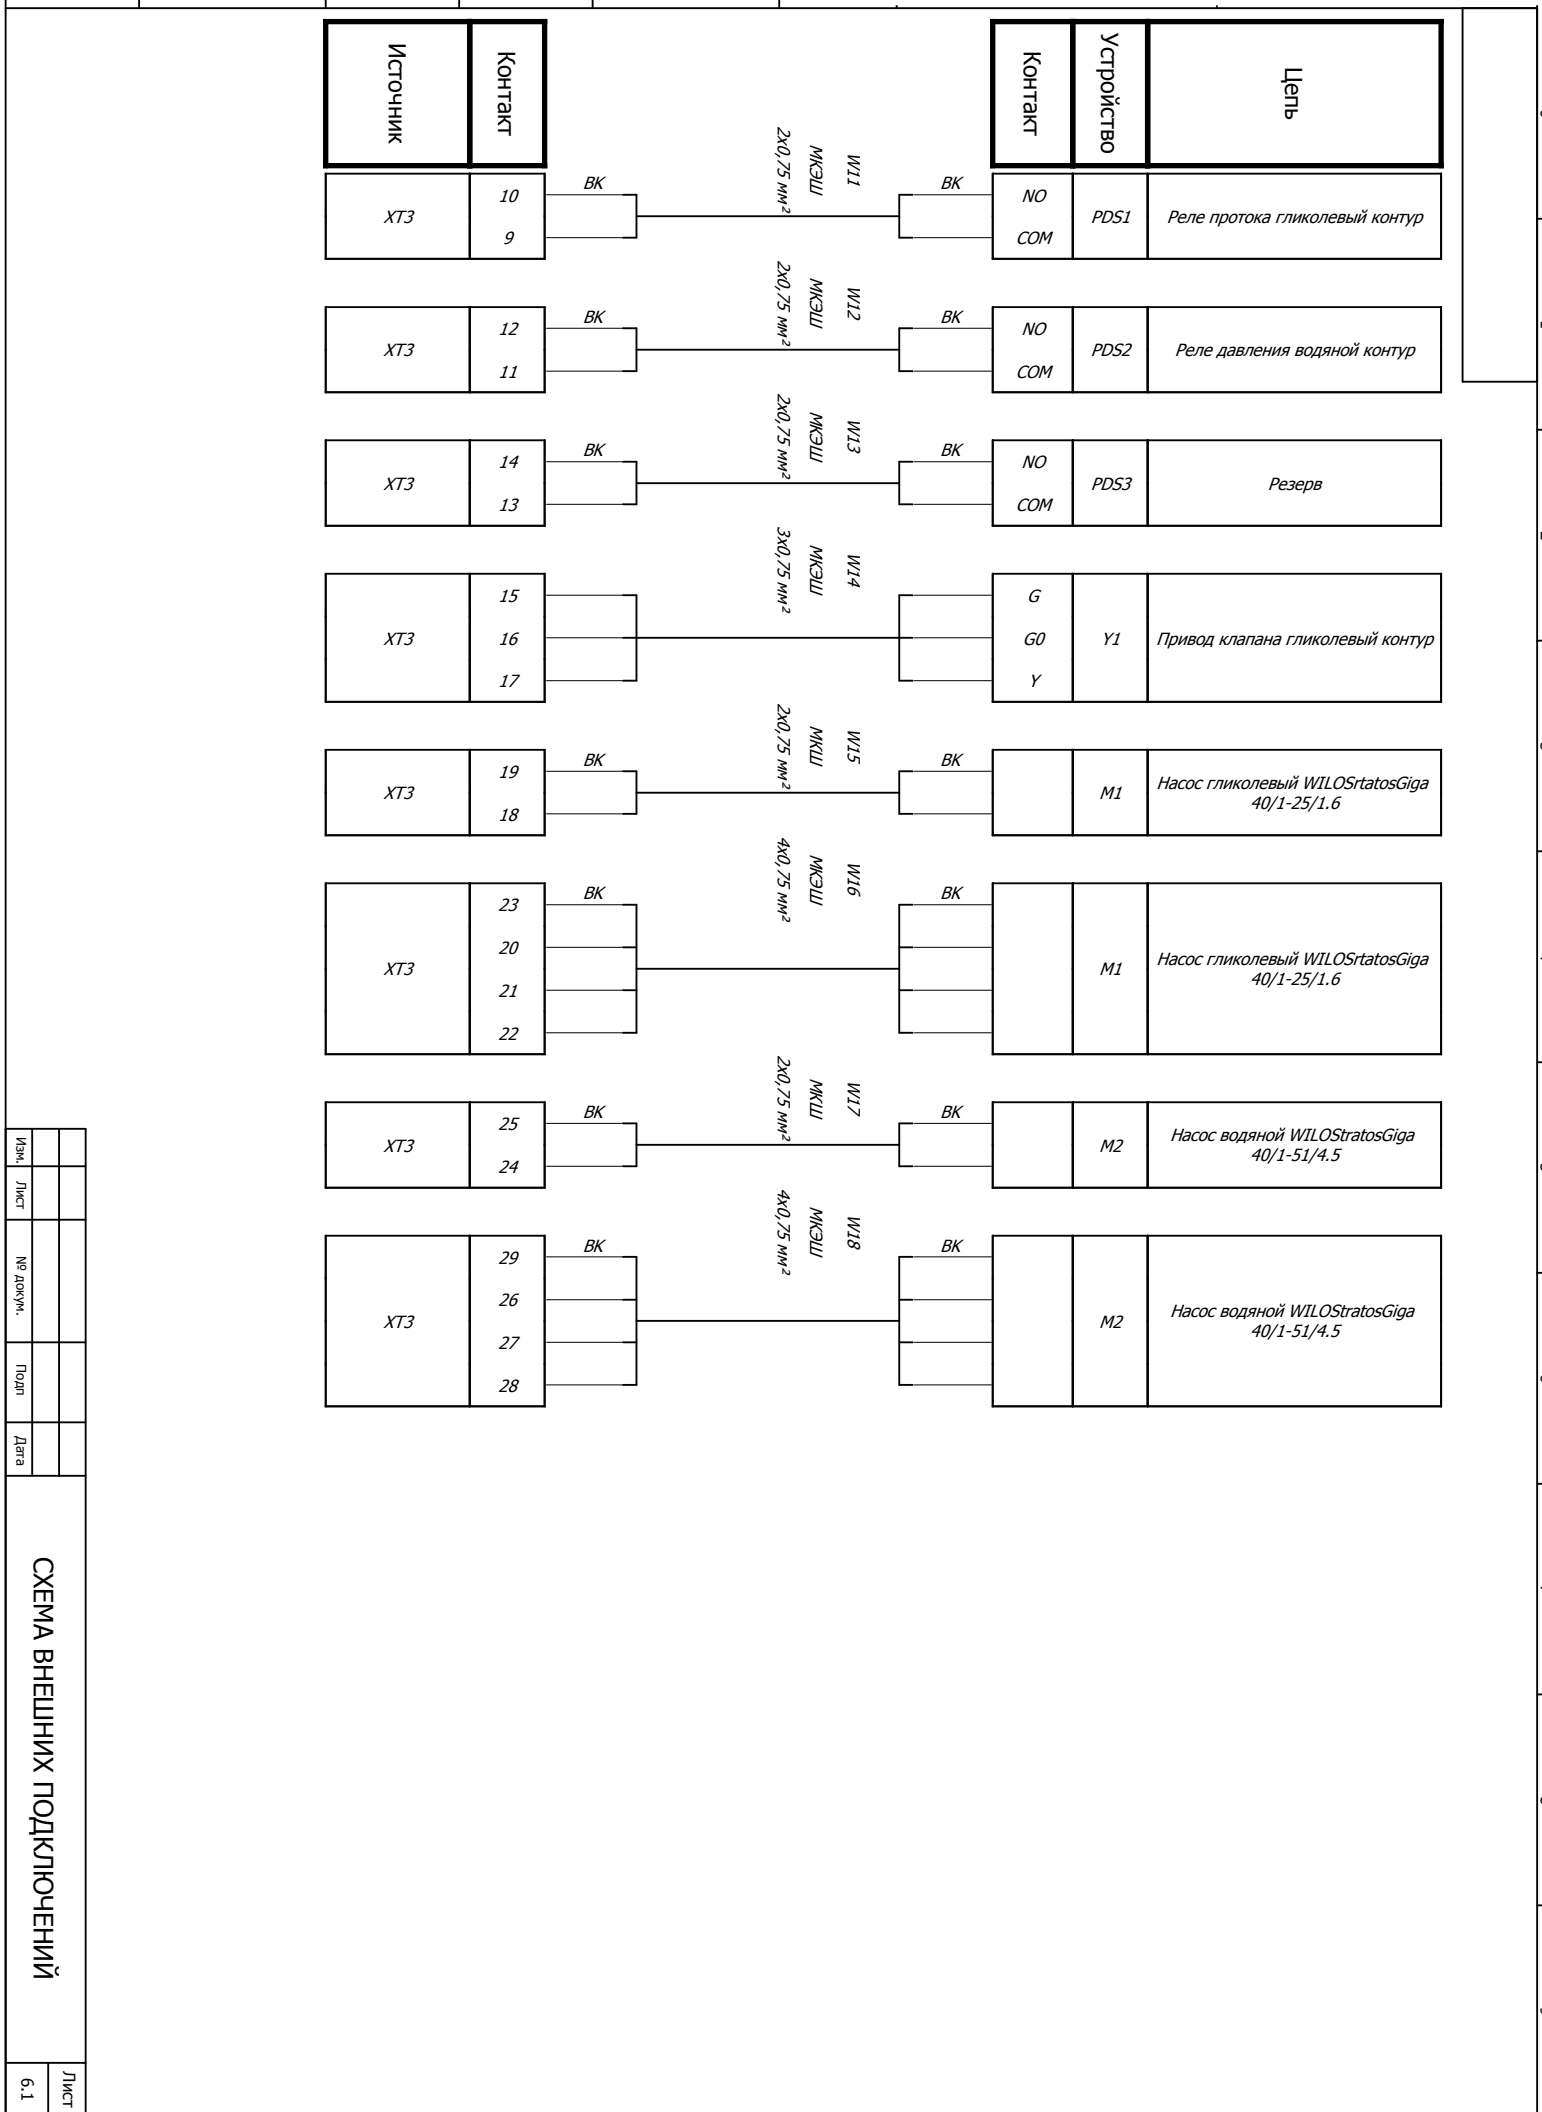 Источник
Контакт
Контакт
Устройство
Цепь
W11
МКЭШ
2x0,75 мм²
ХТ3
10
9
BK
BK
NO
COM
PDS1
Реле протока гликолевый контур
W12
МКЭШ
2x0,75 мм²
ХТ3
12
11
BK
BK
NO
COM
PDS2
Реле давления водяной контур
W13
МКЭШ
2x0,75 мм²
ХТ3
14
13
BK
BK
NO
COM
PDS3
Резерв
W14
МКЭШ
3x0,75 мм²
ХТ3
15
16
17
G
G0
Y
Y1
Привод клапана гликолевый контур
W15
МКШ
2x0,75 мм²
ХТ3
19
18
BK
BK
M1
Насос гликолевый WILOSrtatosGiga
40/1-25/1.6
W16
МКЭШ
4x0,75 мм²
ХТ3
23
20
21
22
BK
BK
M1
Насос гликолевый WILOSrtatosGiga
40/1-25/1.6
W17
МКШ
2x0,75 мм²
ХТ3
25
24
BK
BK
M2
Насос водяной WILOStratosGiga
40/1-51/4.5
W18
МКЭШ
4x0,75 мм²
ХТ3
29
26
27
28
BK
BK
M2
Насос водяной WILOStratosGiga
40/1-51/4.5
Изм.
Лист
№ докум.
Подп
Дата
СХЕМА ВНЕШНИХ ПОДКЛЮЧЕНИЙ
Лист
6.1